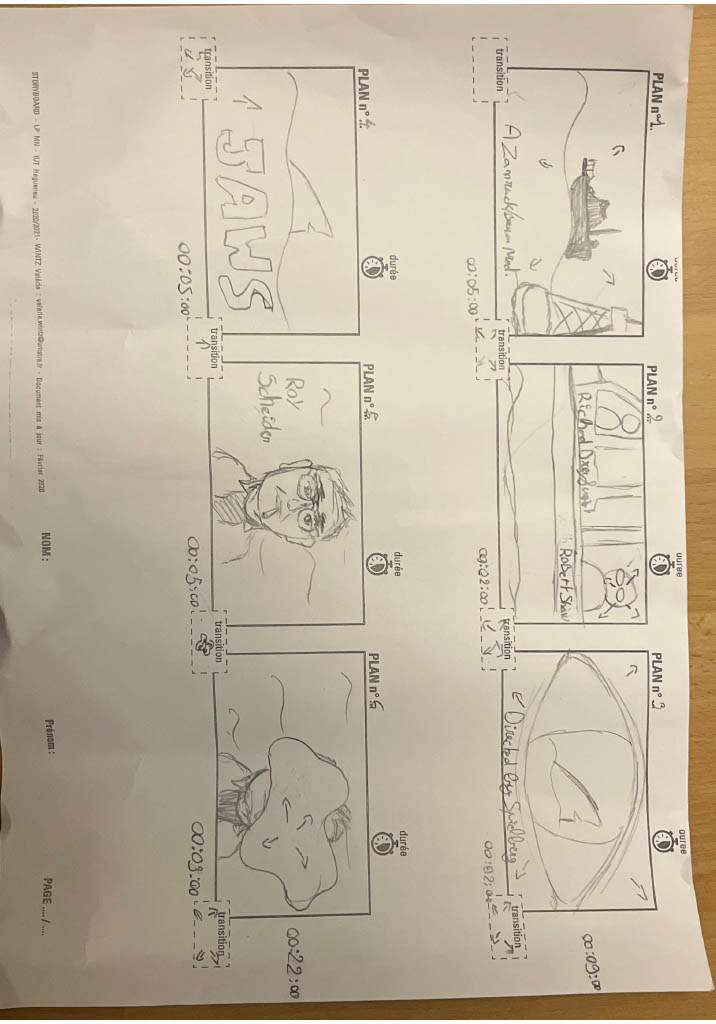 durée durée durée
PLAN n° 1. PLAN n° 2 PLAN n° 3
Richard Dreyfuss
with Robert Shaw
00:09:00
A Zannuck/Brown Prod.
Directed by Spielberg
transition transition transition transition
00:05:00 00:02:00 00:02:00
durée durée durée
PLAN n° 4 PLAN n° 5 PLAN n° 6
Roy
Scheider
00:22:00
JAWS
transition transition transition transition
00:05:00 00:05:00 00:03:00
NOM : Prénom : PAGE ..../ ....
STORYBOARD - LP MN - IUT Haguenau - 2020/2021- WINTZ Valérie : valerie.wintz@unistra.fr - Document mis à jour : Février 2020